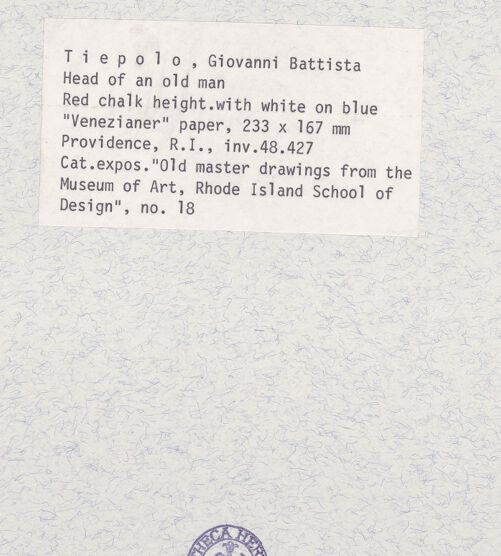 T i e p o l o , Giovanni Battista
Head of an old man
Red chalk height.with white on blue
"Venezianer" paper, 233 x 167 mm
Providence, R.I., inv.48.427
Cat.expos."Old master drawings from the
Museum of Art, Rhode Island School of
Design", no. 18
THECA HER